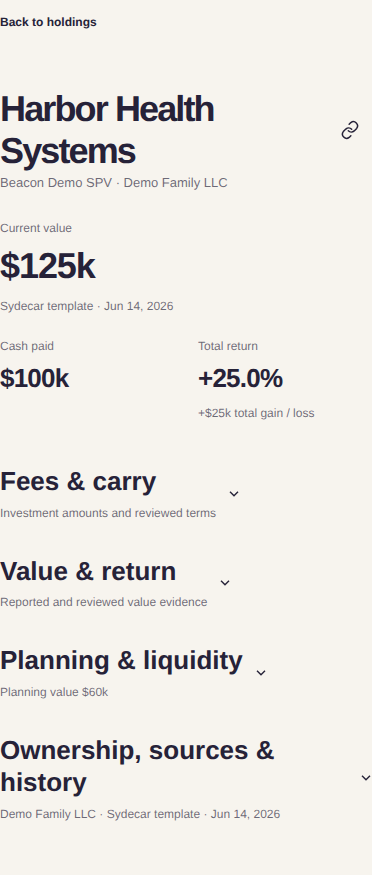 Back to holdings
Harbor Health
Systems
Beacon Demo SPV · Demo Family LLC
Current value
$125k
Sydecar template · Jun 14, 2026
Cash paid
$100k
Total return
+25.0%
+$25k total gain / loss
Fees & carry
Investment amounts and reviewed terms
Value & return
Reported and reviewed value evidence
Planning & liquidity
Planning value $60k
Ownership, sources &
history
Demo Family LLC · Sydecar template · Jun 14, 2026